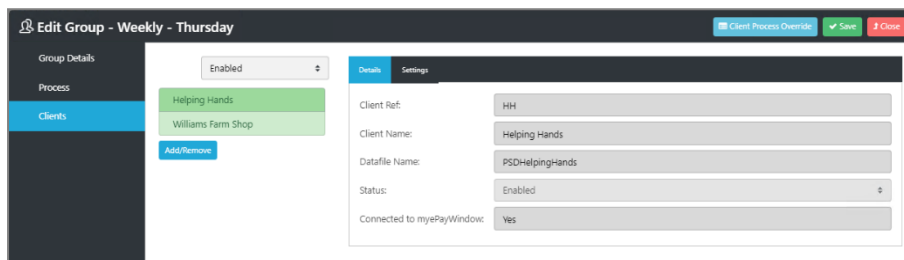 Edit Group - Weekly - Thursday
Client Process Override
Save
Close
Group Details
Process
Clients
Enabled
Helping Hands
Williams Farm Shop
Add/Remove
Details Settings
Client Ref: HH
Client Name: Helping Hands
Datafile Name: PSDHelpingHands
Status: Enabled
Connected to myePayWindow: Yes